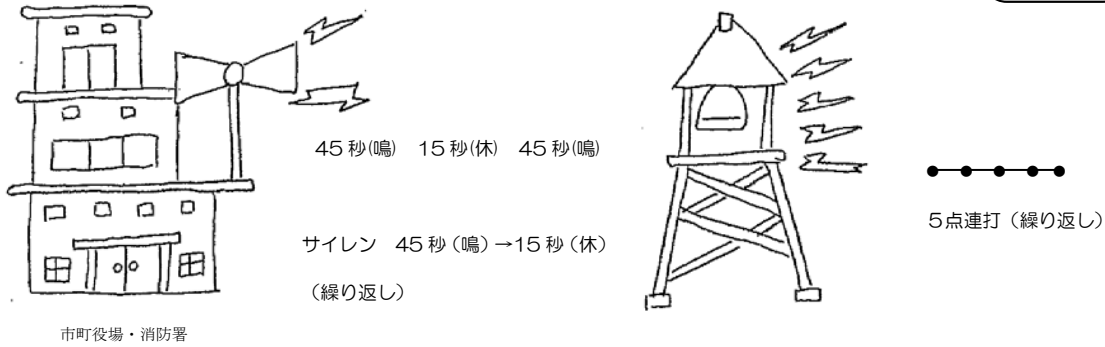 45秒(鳴) 15秒(休) 45秒(鳴)
サイレン 45秒(鳴)→15秒(休)
(繰り返し)
市町役場・消防署
5点連打(繰り返し)